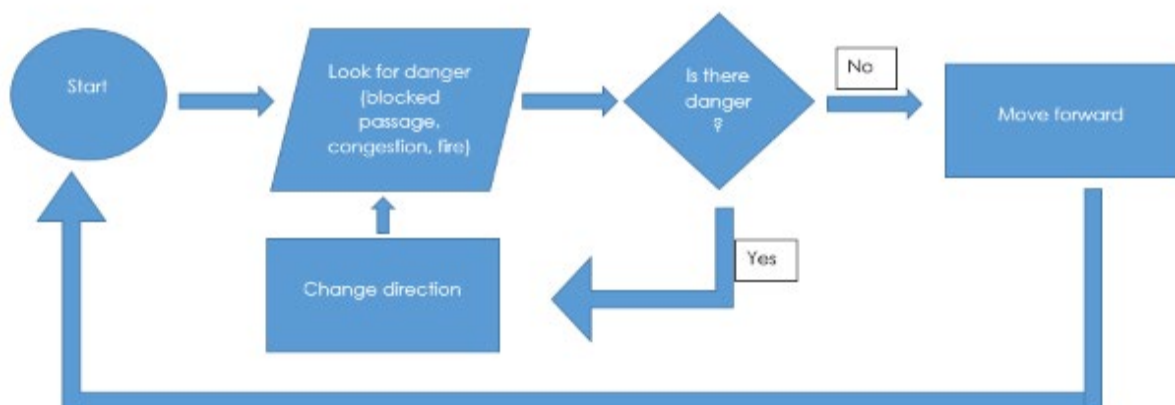 Start
Look for danger
(blocked
passage,
congestion, fire)
Is there
danger
?
No
Move forward
Yes
Change direction